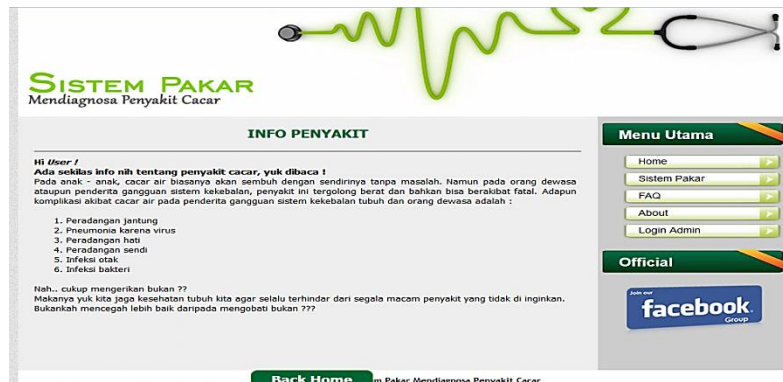 SISTEM PAKAR
Mendiagnosa Penyakit Cacar
INFO PENYAKIT
Hi User !
Ada sekilas info nih tentang penyakit cacar, yuk dibaca !
Pada anak - anak, cacar air biasanya akan sembuh dengan sendirinya tanpa masalah. Namun pada orang dewasa
ataupun penderita gangguan sistem kekebalan, penyakit ini tergolong berat dan bahkan bisa berakibat fatal. Adapun
komplikasi akibat cacar air pada penderita gangguan sistem kekebalan tubuh dan orang dewasa adalah :
1. Peradangan jantung
2. Pneumonia karena virus
3. Peradangan hati
4. Peradangan sendi
5. Infeksi otak
6. Infeksi bakteri
Nah.. cukup mengerikan bukan ??
Makanya yuk kita jaga kesehatan tubuh kita agar selalu terhindar dari segala macam penyakit yang tidak di inginkan.
Bukankah mencegah lebih baik daripada mengobati bukan ???
Menu Utama
Home
Sistem Pakar
FAQ
About
Login Admin
Official
Join our
facebook
Group
Back Home
m Pakar Mendiagnosa Penyakit Cacar